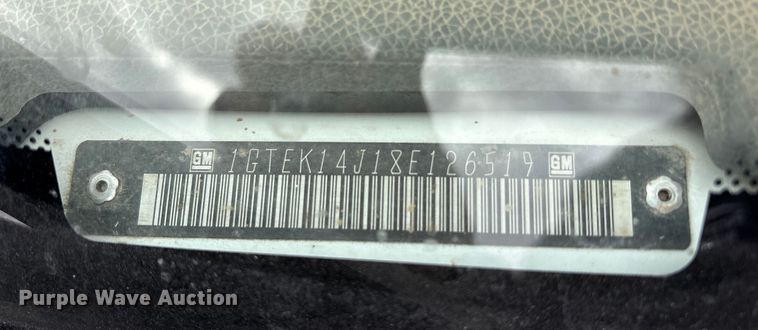 GM 1GTEK14J18E126519 GM
Purple Wave Auction